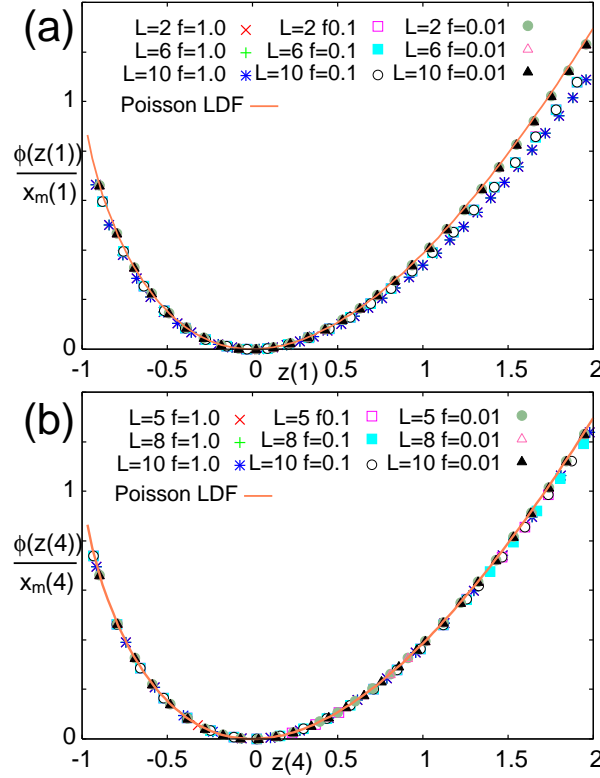 (a)
L=2 f=1.0 L=2 f0.1 L=2 f=0.01
L=6 f=1.0 L=6 f=0.1 L=6 f=0.01
L=10 f=1.0 L=10 f=0.1 L=10 f=0.01
Poisson LDF
1
ϕ(z(1))
x_m(1)
0
-1 -0.5 0 0.5 1 1.5 2
z(1)
(b)
L=5 f=1.0 L=5 f0.1 L=5 f=0.01
L=8 f=1.0 L=8 f=0.1 L=8 f=0.01
L=10 f=1.0 L=10 f=0.1 L=10 f=0.01
Poisson LDF
1
ϕ(z(4))
x_m(4)
0
-1 -0.5 0 0.5 1 1.5 2
z(4)